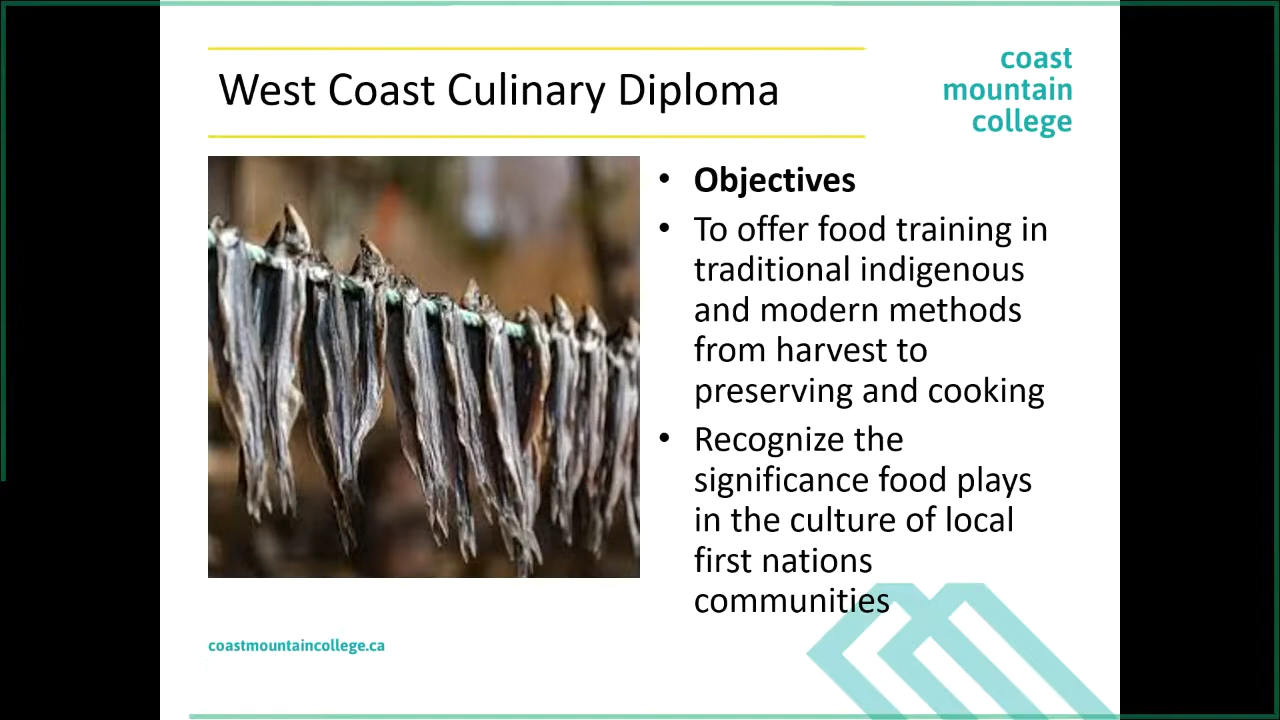 West Coast Culinary Diploma
coast
mountain
college
• Objectives
• To offer food training in
traditional indigenous
and modern methods
from harvest to
preserving and cooking
• Recognize the
significance food plays
in the culture of local
first nations
communities
coastmountaincollege.ca